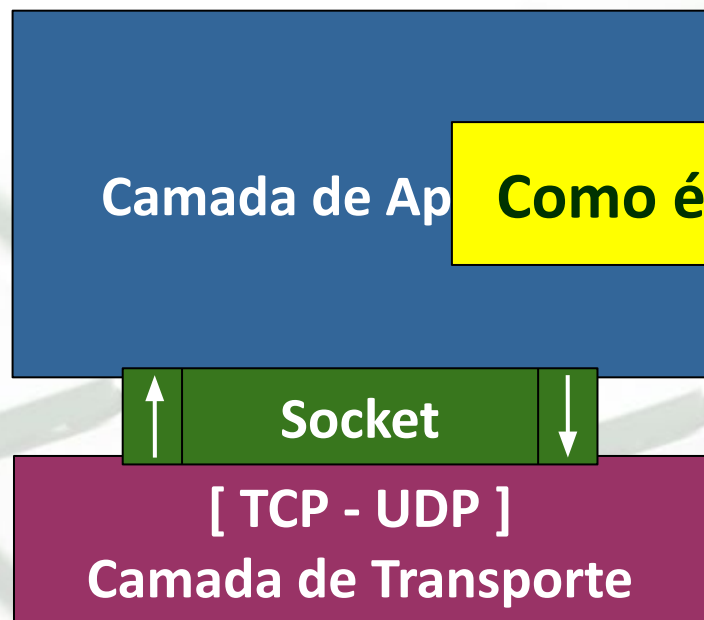 Camada de Ap
Como é
Socket
[ TCP - UDP ]
Camada de Transporte